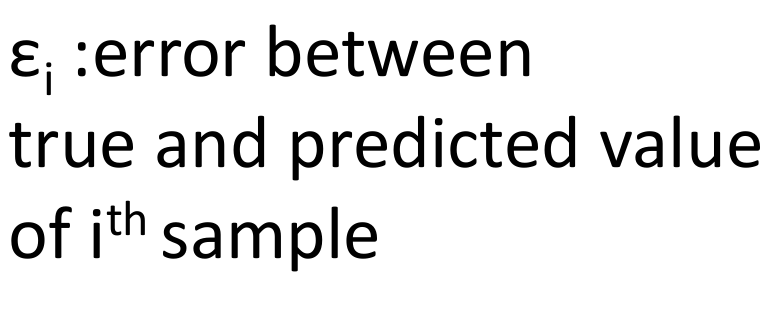 εᵢ :error between
true and predicted value
of iᵗʰ sample